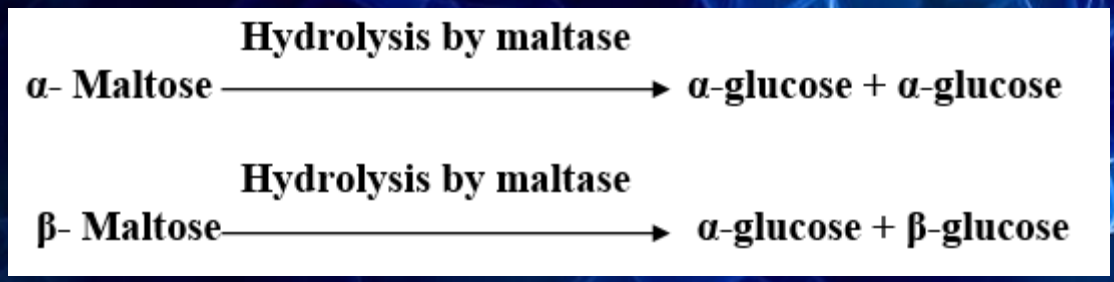 Hydrolysis by maltase
α- Maltose α-glucose + α-glucose
Hydrolysis by maltase
β- Maltose α-glucose + β-glucose